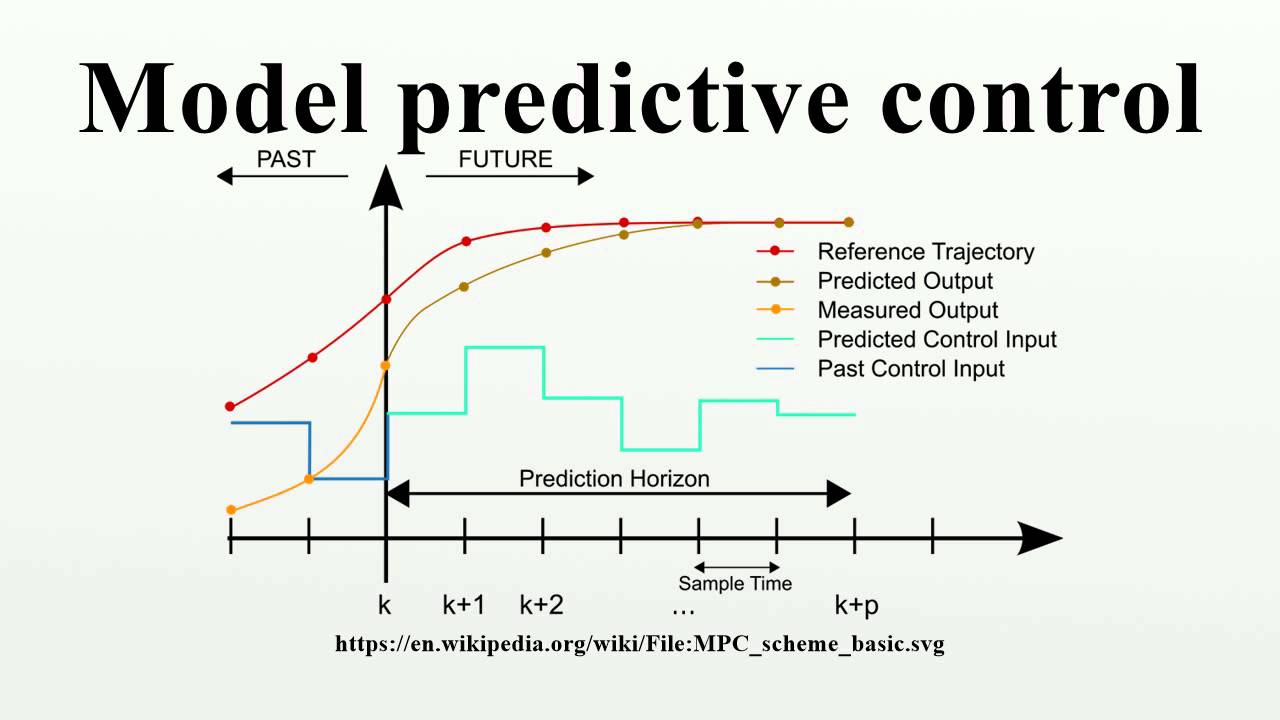 Model predictive control
PAST
FUTURE
Reference Trajectory
Predicted Output
Measured Output
Predicted Control Input
Past Control Input
Prediction Horizon
Sample Time
k
k+1
k+2
...
k+p
https://en.wikipedia.org/wiki/File:MPC_scheme_basic.svg